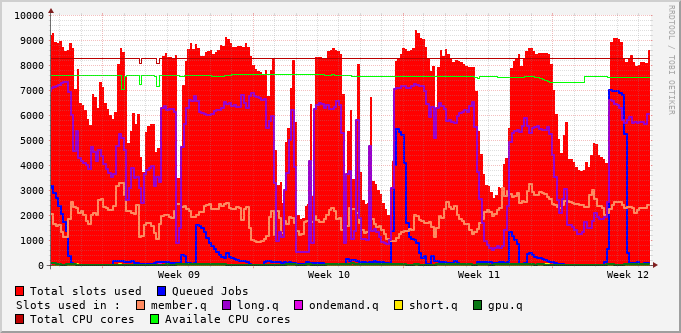 10000
9000
8000
7000
6000
5000
4000
3000
2000
1000
0
Week 09 Week 10 Week 11 Week 12
Total slots used Queued Jobs
Slots used in : member.q long.q ondemand.q short.q gpu.q
Total CPU cores Availale CPU cores
RRDTOOL / TOBI OETIKER